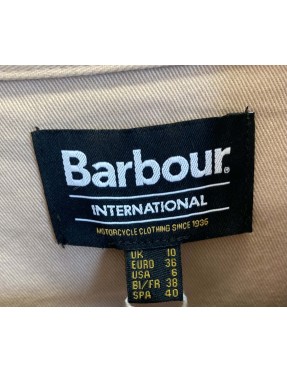 Barbour®
INTERNATIONAL
MOTORCYCLE CLOTHING SINCE 1936
UK 10
EURO 36
USA 6
BI/FR 38
SPA 40